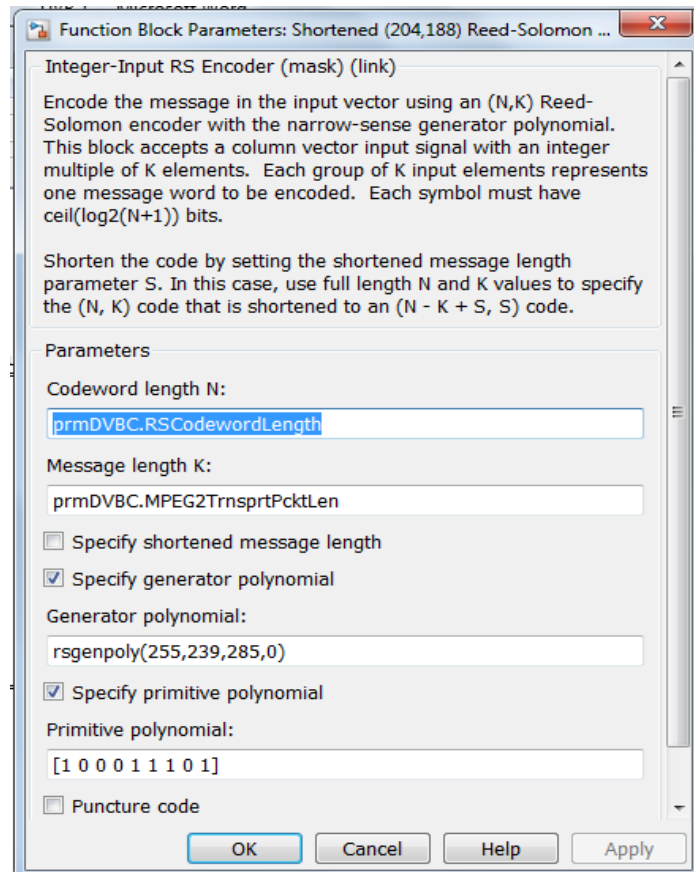 Function Block Parameters: Shortened (204,188) Reed-Solomon ...
Integer-Input RS Encoder (mask) (link)
Encode the message in the input vector using an (N,K) Reed-
Solomon encoder with the narrow-sense generator polynomial.
This block accepts a column vector input signal with an integer
multiple of K elements.  Each group of K input elements represents
one message word to be encoded.  Each symbol must have
ceil(log2(N+1)) bits.
Shorten the code by setting the shortened message length
parameter S. In this case, use full length N and K values to specify
the (N, K) code that is shortened to an (N - K + S, S) code.
Parameters
Codeword length N:
prmDVBC.RSCodewordLength
Message length K:
prmDVBC.MPEG2TrnsprtPcktLen
Specify shortened message length
Specify generator polynomial
Generator polynomial:
rsgenpoly(255,239,285,0)
Specify primitive polynomial
Primitive polynomial:
[1 0 0 0 1 1 1 0 1]
Puncture code
OK Cancel Help Apply